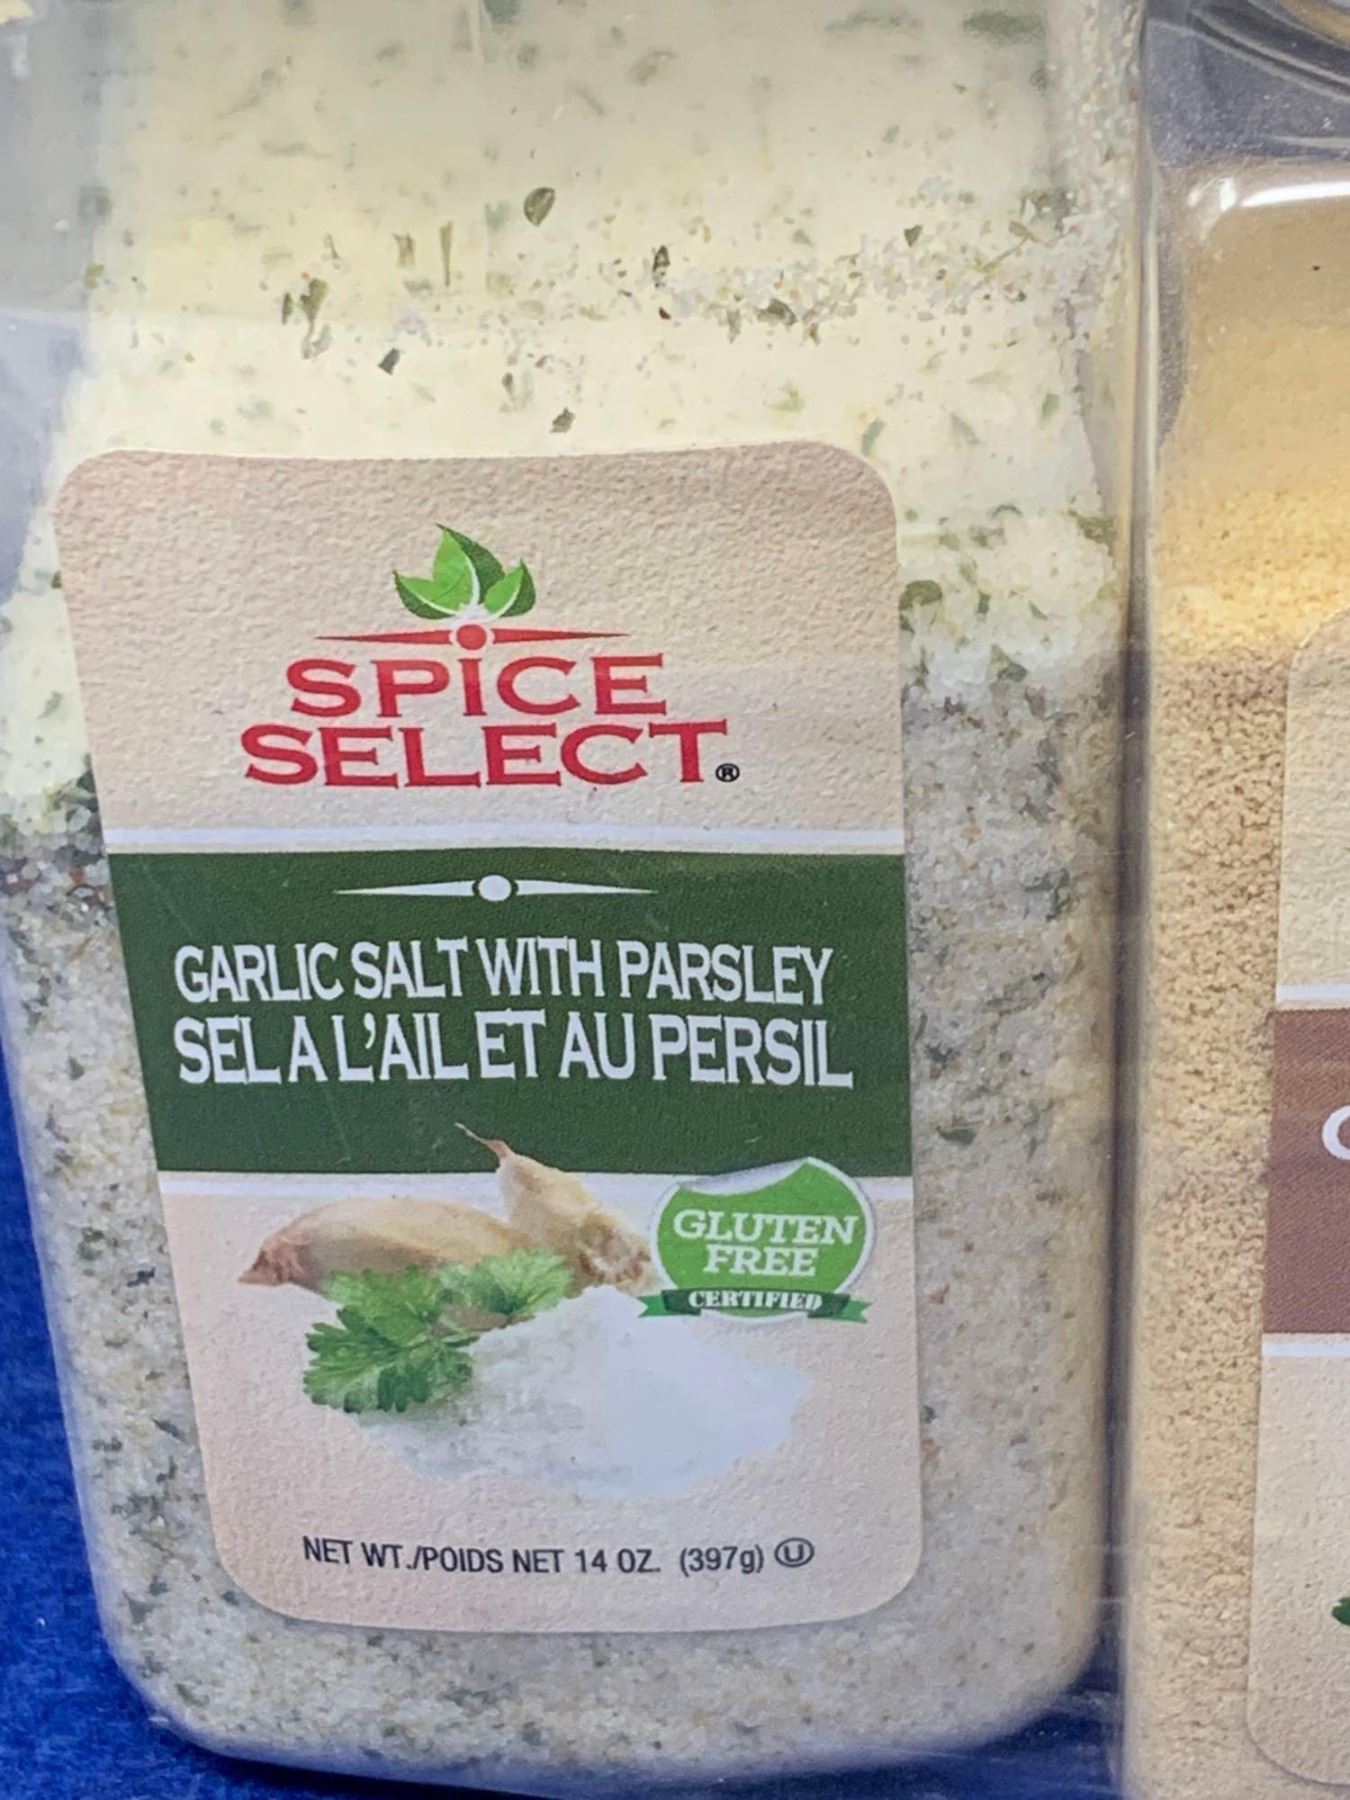 SPICE
SELECT®
GARLIC SALT WITH PARSLEY
SEL A L'AIL ET AU PERSIL
GLUTEN
FREE
CERTIFIED
NET WT./POIDS NET 14 OZ. (397g) Ⓤ